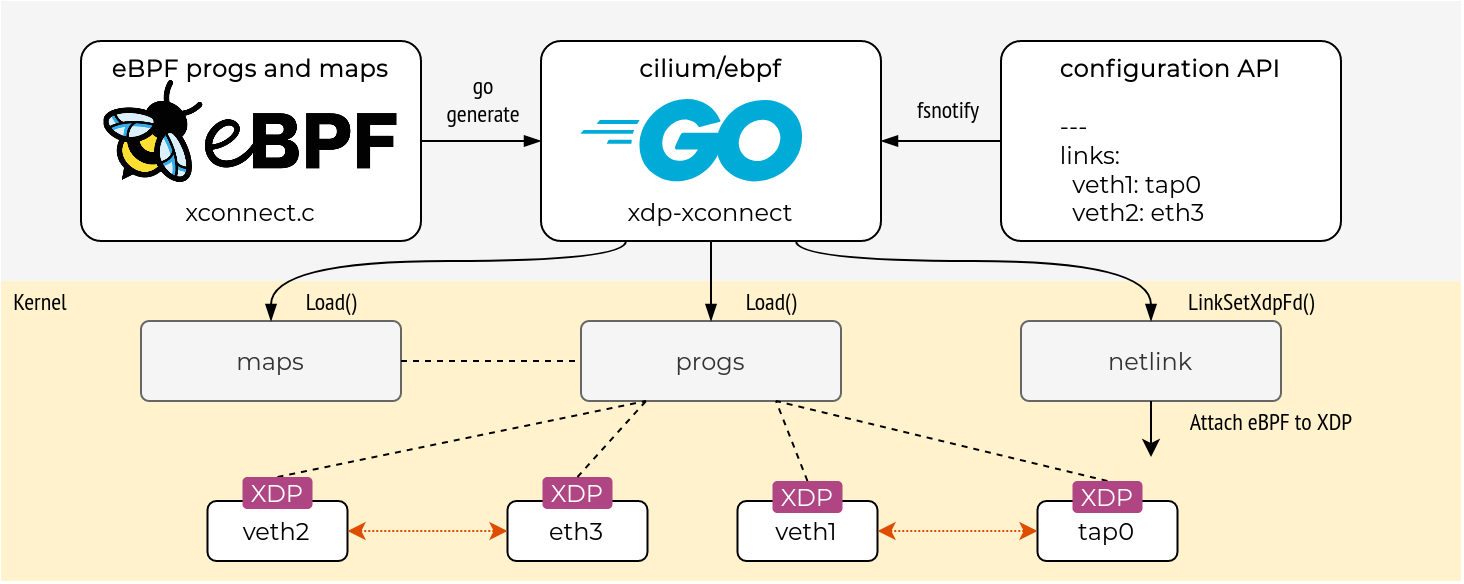 eBPF progs and maps
eBPF
xconnect.c
go
generate
cilium/ebpf
GO
xdp-xconnect
fsnotify
configuration API
---
links:
  veth1: tap0
  veth2: eth3
Kernel
Load()
Load()
LinkSetXdpFd()
maps
progs
netlink
Attach eBPF to XDP
XDP
veth2
XDP
eth3
XDP
veth1
XDP
tap0